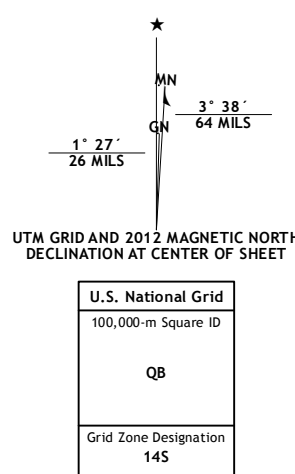 ★
MN
GN
3° 38´
64 MILS
1° 27´
26 MILS
UTM GRID AND 2012 MAGNETIC NORTH
DECLINATION AT CENTER OF SHEET
U.S. National Grid
100,000-m Square ID
QB
Grid Zone Designation
14S